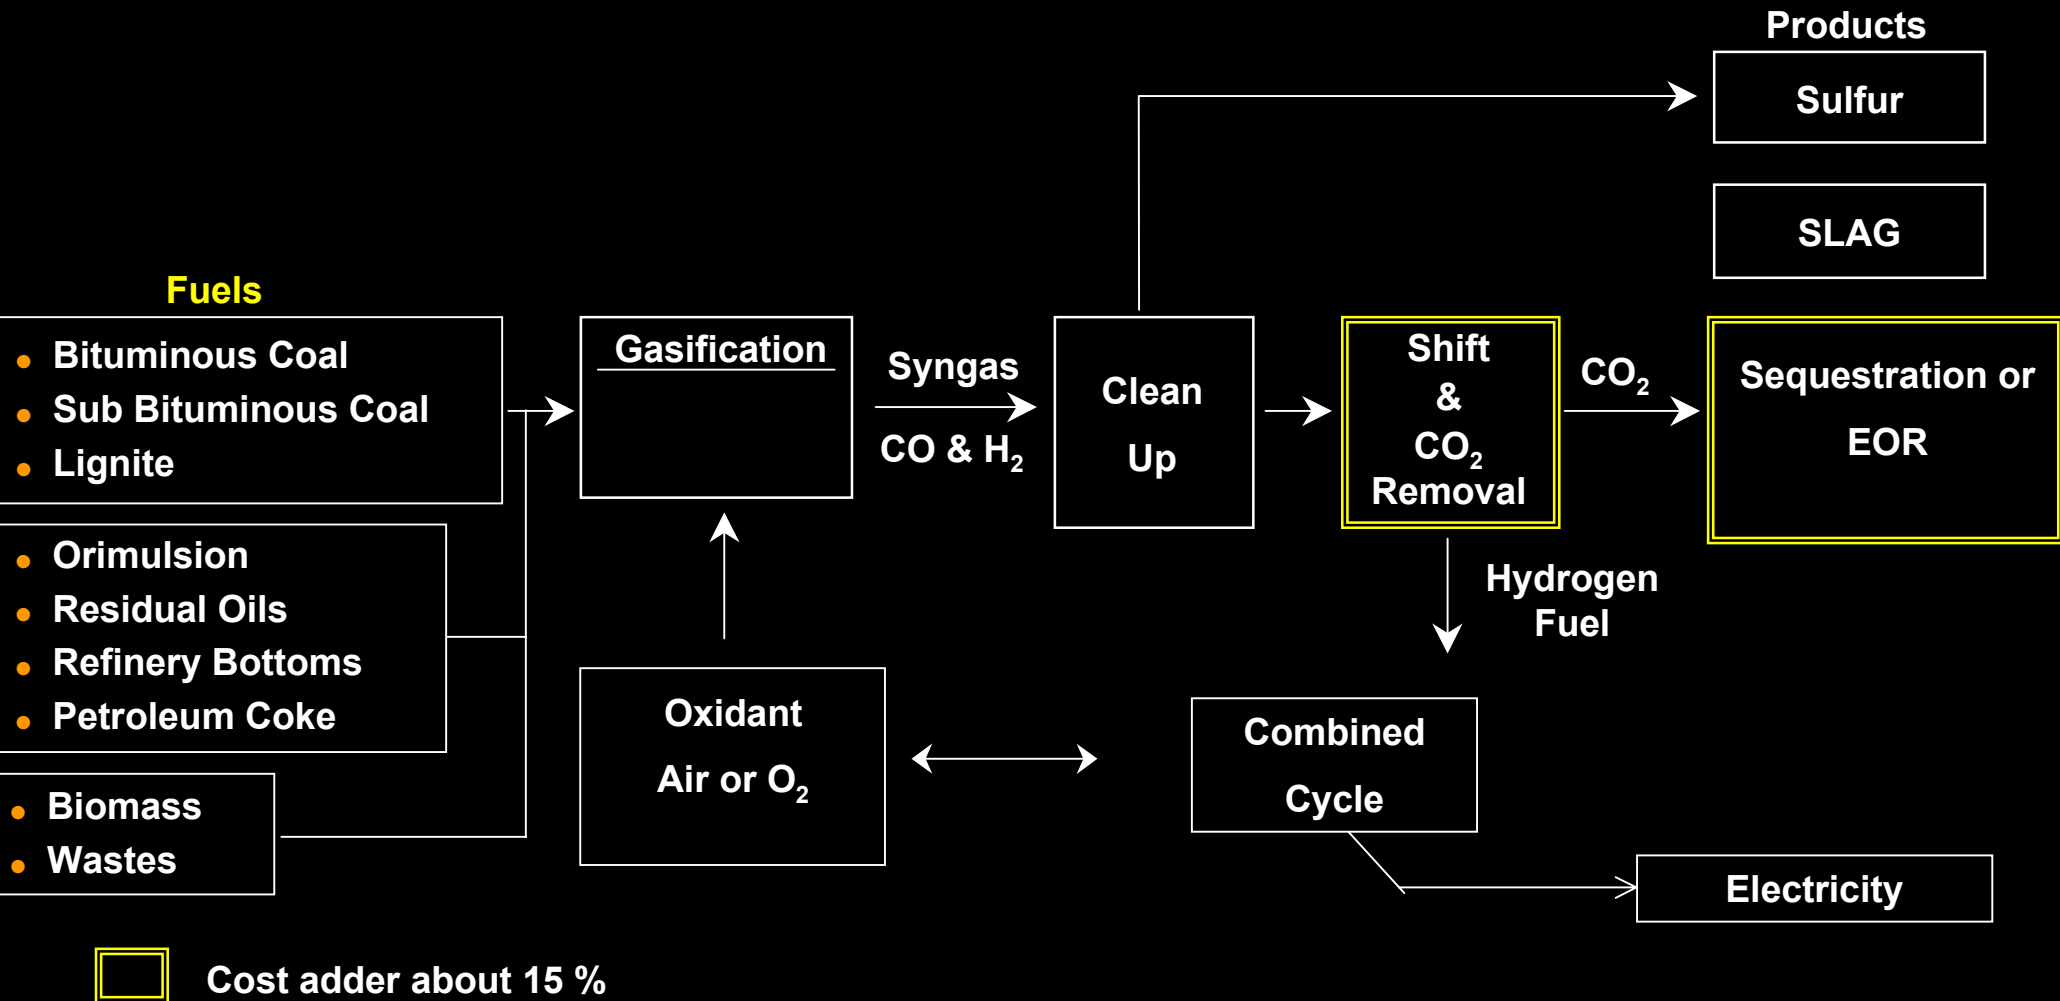 Products
Sulfur
SLAG
Fuels
Bituminous Coal
Sub Bituminous Coal
Lignite
Orimulsion
Residual Oils
Refinery Bottoms
Petroleum Coke
Biomass
Wastes
Gasification
Syngas
CO & H₂
Clean
Up
Shift
&
CO₂
Removal
CO₂
Sequestration or
EOR
Hydrogen
Fuel
Oxidant
Air or O₂
Combined
Cycle
Electricity
Cost adder about 15 %